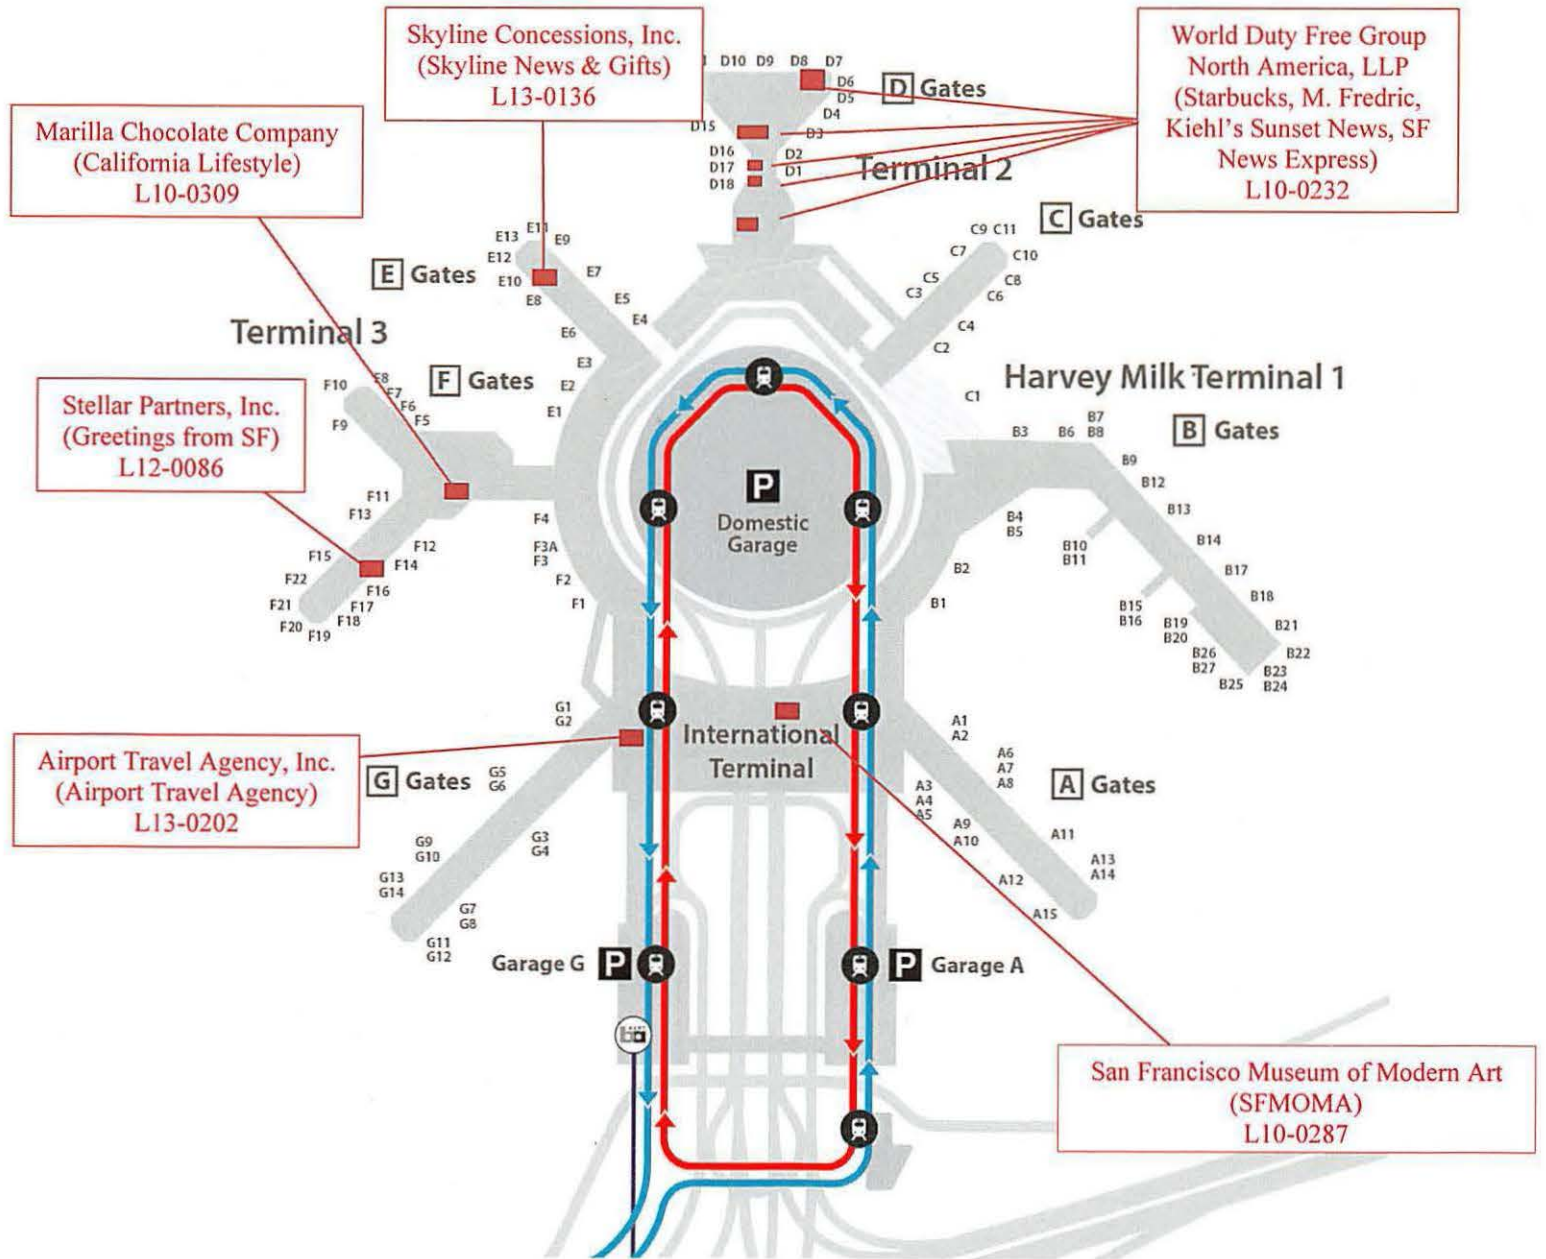 Skyline Concessions, Inc.
(Skyline News & Gifts)
L13-0136
World Duty Free Group
North America, LLP
(Starbucks, M. Fredric,
Kiehl's Sunset News, SF
News Express)
L10-0232
Marilla Chocolate Company
(California Lifestyle)
L10-0309
Stellar Partners, Inc.
(Greetings from SF)
L12-0086
Airport Travel Agency, Inc.
(Airport Travel Agency)
L13-0202
San Francisco Museum of Modern Art
(SFMOMA)
L10-0287
D10 D9 D8 D7
D6
D5
D4
D3
D15
D16
D17
D18
D2
D1
D Gates
Terminal 2
C Gates
C9 C11
C7
C10
C5
C8
C3
C6
C4
C2
C1
E Gates
E13
E11
E9
E12
E10
E7
E8
E5
E4
E6
E3
E2
E1
Terminal 3
F Gates
F10
F8
F7
F6
F5
F9
F11
F13
F4
F3A
F3
F2
F1
F12
F14
F15
F16
F22
F17
F21
F18
F20
F19
Harvey Milk Terminal 1
B Gates
B3
B6
B7
B8
B9
B12
B13
B4
B5
B14
B10
B11
B17
B2
B18
B1
B15
B16
B19
B20
B21
B26
B27
B22
B23
B24
B25
P
Domestic
Garage
International
Terminal
G1
G2
G Gates
G5
G6
G3
G4
G9
G10
G13
G14
G7
G8
G11
G12
A1
A2
A6
A7
A8
A Gates
A3
A4
A5
A9
A10
A11
A13
A14
A12
A15
Garage G P
P Garage A
ba